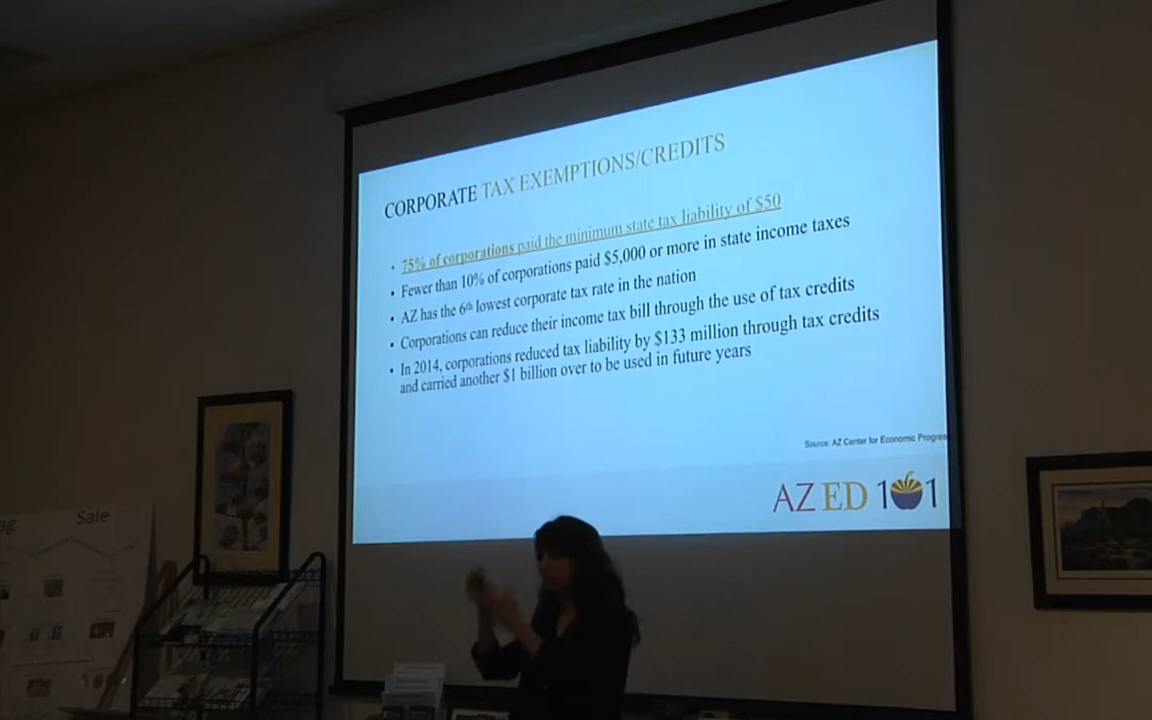 CORPORATE TAX EXEMPTIONS/CREDITS
• 75% of corporations paid the minimum state tax liability of $50
• Fewer than 10% of corporations paid $5,000 or more in state income taxes
• AZ has the 6th lowest corporate tax rate in the nation
• Corporations can reduce their income tax bill through the use of tax credits
• In 2014, corporations reduced tax liability by $133 million through tax credits
and carried another $1 billion over to be used in future years
Source: AZ Center for Economic Progres
AZ ED 101
ag Sale